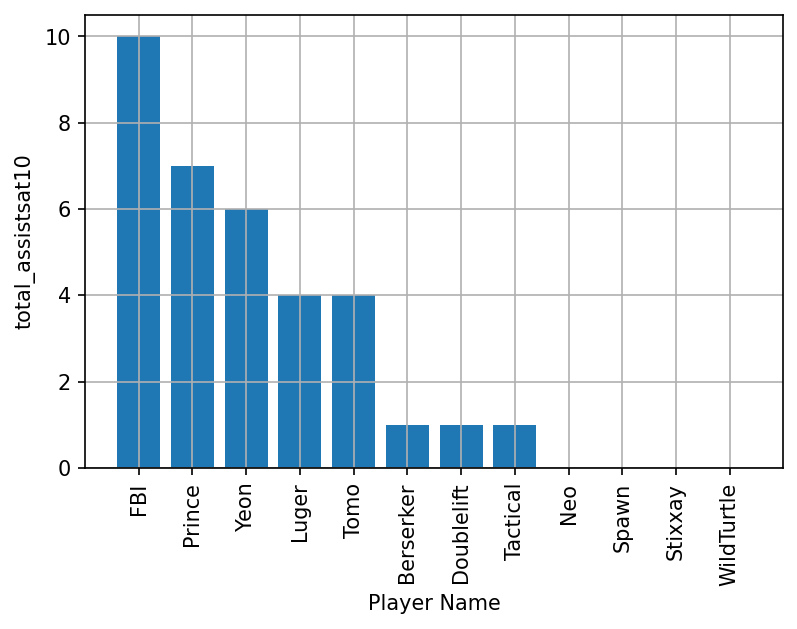 10
8
6
4
2
0
total_assistsat10
FBI
Prince
Yeon
Luger
Tomo
Berserker
Doublelift
Tactical
Neo
Spawn
Stixxay
WildTurtle
Player Name